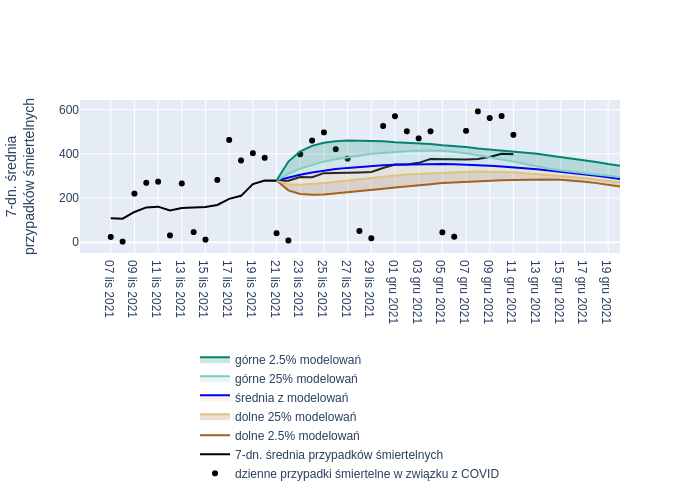 7-dn. średnia
przypadków śmiertelnych
600
400
200
0
07 lis 2021
09 lis 2021
11 lis 2021
13 lis 2021
15 lis 2021
17 lis 2021
19 lis 2021
21 lis 2021
23 lis 2021
25 lis 2021
27 lis 2021
29 lis 2021
01 gru 2021
03 gru 2021
05 gru 2021
07 gru 2021
09 gru 2021
11 gru 2021
13 gru 2021
15 gru 2021
17 gru 2021
19 gru 2021
górne 2.5% modelowań
górne 25% modelowań
średnia z modelowań
dolne 25% modelowań
dolne 2.5% modelowań
7-dn. średnia przypadków śmiertelnych
dzienne przypadki śmiertelne w związku z COVID